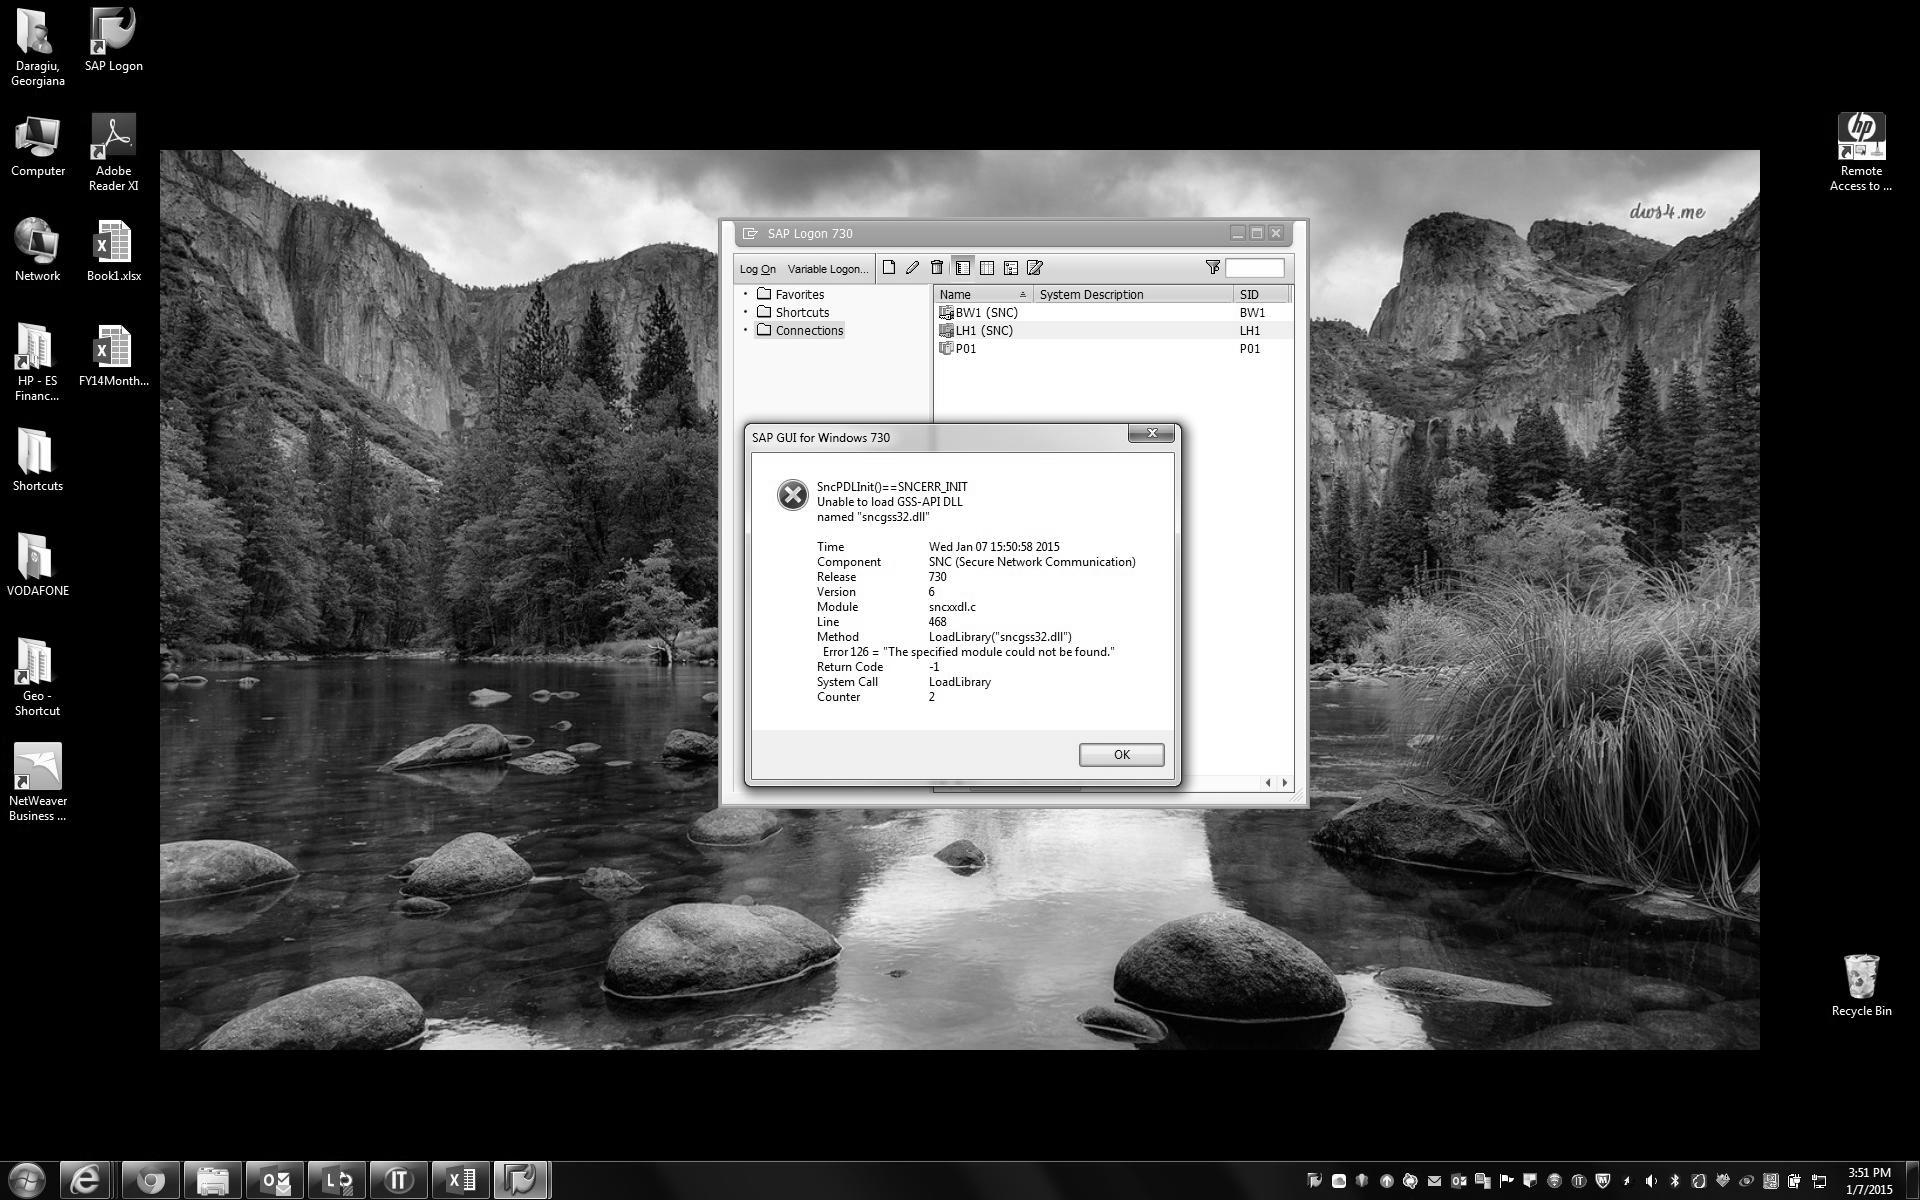 Daragiu,
Georgiana
SAP Logon
Computer
Adobe
Reader XI
Network
Book1.xlsx
HP - ES
Financ...
FY14Month...
Shortcuts
VODAFONE
Geo -
Shortcut
NetWeaver
Business ...
hp
Remote
Access to ...
dws4.me
Recycle Bin
SAP Logon 730
Log On
Variable Logon...
Favorites
Shortcuts
Connections
Name
System Description
SID
BW1 (SNC)
BW1
LH1 (SNC)
LH1
P01
P01
SAP GUI for Windows 730
SncPDLInit()==SNCERR_INIT
Unable to load GSS-API DLL
named "sncgss32.dll"
Time Wed Jan 07 15:50:58 2015
Component SNC (Secure Network Communication)
Release 730
Version 6
Module sncxxdl.c
Line 468
Method LoadLibrary("sncgss32.dll")
Error 126 = "The specified module could not be found."
Return Code -1
System Call LoadLibrary
Counter 2
OK
IT
3:51 PM
1/7/2015